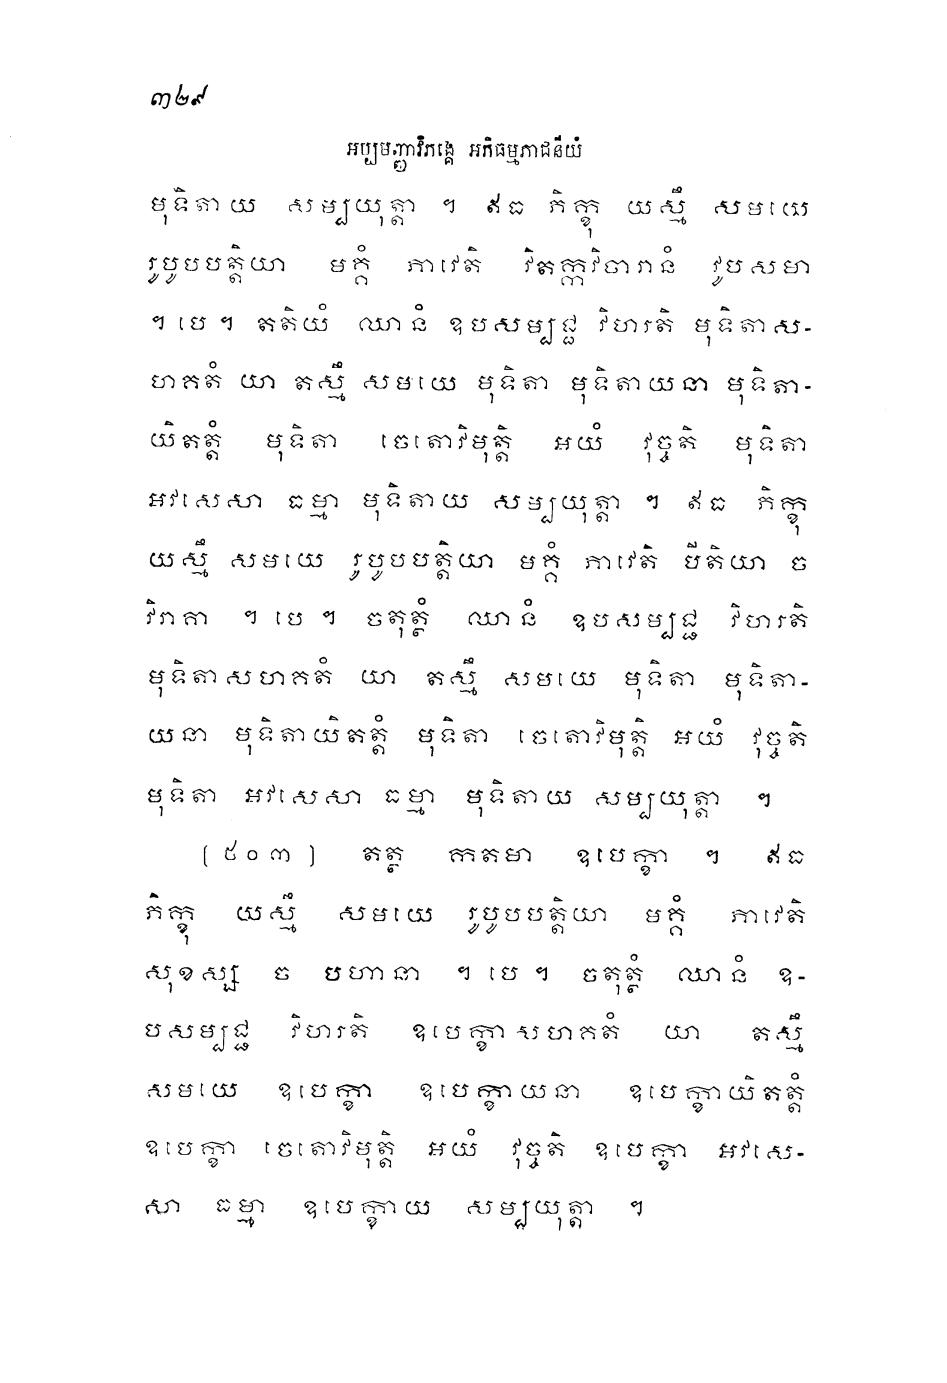 ៣២៩
អប្បមញ្ញាវិភង្គេ អភិធម្មភាជនីយំ
មុទិតាយ សម្បយុត្តា ។ ឥធ ភិក្ខុ យស្មឹ សមយេ
រូបូបបត្តិយា មគ្គំ ភាវេតិ វិតក្កវិចារានំ វូបសមា
។ បេ ។ តតិយំ ឈានំ ឧបសម្បជ្ជ វិហរតិ មុទិតាស-
ហគតំ យា តស្មឹ សមយេ មុទិតា មុទិតាយនា មុទិតា-
យិតត្តំ មុទិតា ចេតោវិមុត្តិ អយំ វុច្ចតិ មុទិតា
អវសេសា ធម្មា មុទិតាយ សម្បយុត្តា ។ ឥធ ភិក្ខុ
យស្មឹ សមយេ រូបូបបត្តិយា មគ្គំ ភាវេតិ បីតិយា ច
វិរាគា ។ បេ ។ ចតុត្ថំ ឈានំ ឧបសម្បជ្ជ វិហរតិ
មុទិតាសហគតំ យា តស្មឹ សមយេ មុទិតា មុទិតា-
យនា មុទិតាយិតត្តំ មុទិតា ចេតោវិមុត្តិ អយំ វុច្ចតិ
មុទិតា អវសេសា ធម្មា មុទិតាយ សម្បយុត្តា ។
(៥០៣) តត្ថ កតមា ឧបេក្ខា ។ ឥធ
ភិក្ខុ យស្មឹ សមយេ រូបូបបត្តិយា មគ្គំ ភាវេតិ
សុខស្ស ច បហានា ។ បេ ។ ចតុត្ថំ ឈានំ ឧ-
បសម្បជ្ជ វិហរតិ ឧបេក្ខាសហគតំ យា តស្មឹ
សមយេ ឧបេក្ខា ឧបេក្ខាយនា ឧបេក្ខាយិតត្តំ
ឧបេក្ខា ចេតោវិមុត្តិ អយំ វុច្ចតិ ឧបេក្ខា អវសេ-
សា ធម្មា ឧបេក្ខាយ សម្បយុត្តា ។